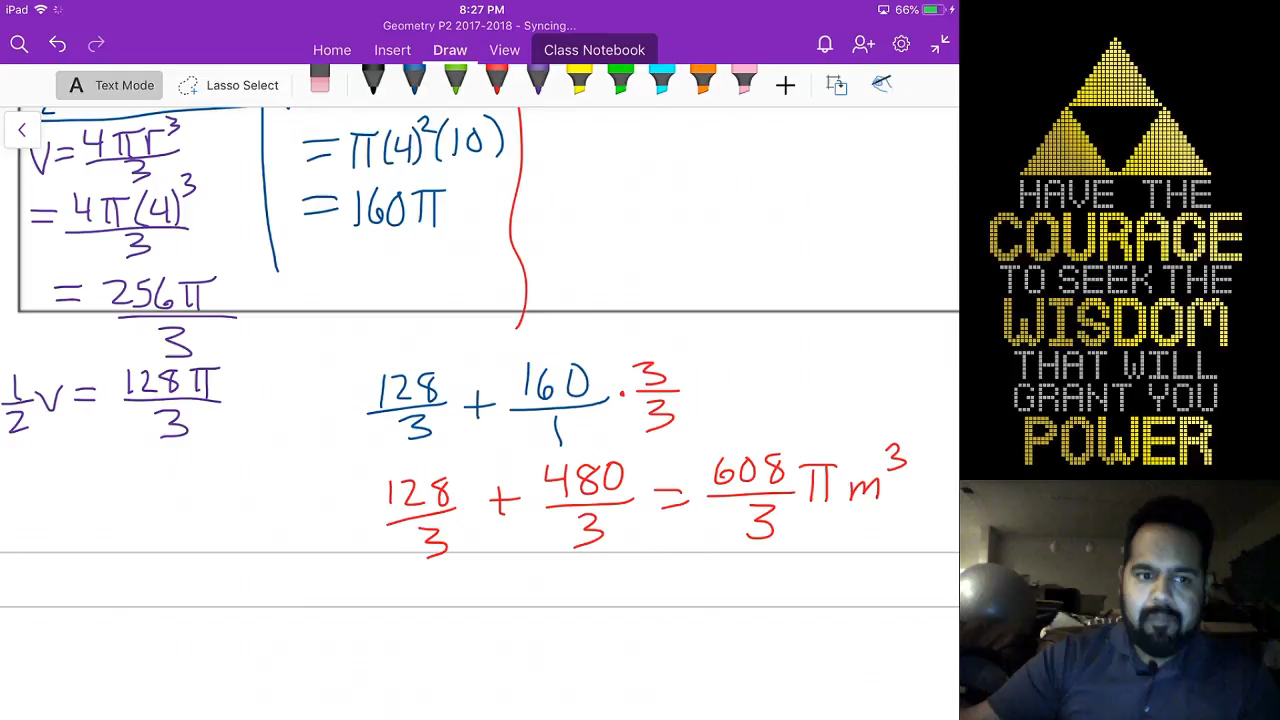 iPad 8:27 PM 66%
Geometry P2 2017-2018 - Syncing...
Home Insert Draw View Class Notebook
A Text Mode Lasso Select
V = 4πr³/3
= 4π(4)³/3
= 256π/3
½V = 128π/3
= π(4)²(10)
= 160π
128/3 + 160/1 · 3/3
128/3 + 480/3 = 608/3 π m³
HAVE THE
COURAGE
TO SEEK THE
WISDOM
THAT WILL
GRANT YOU
POWER